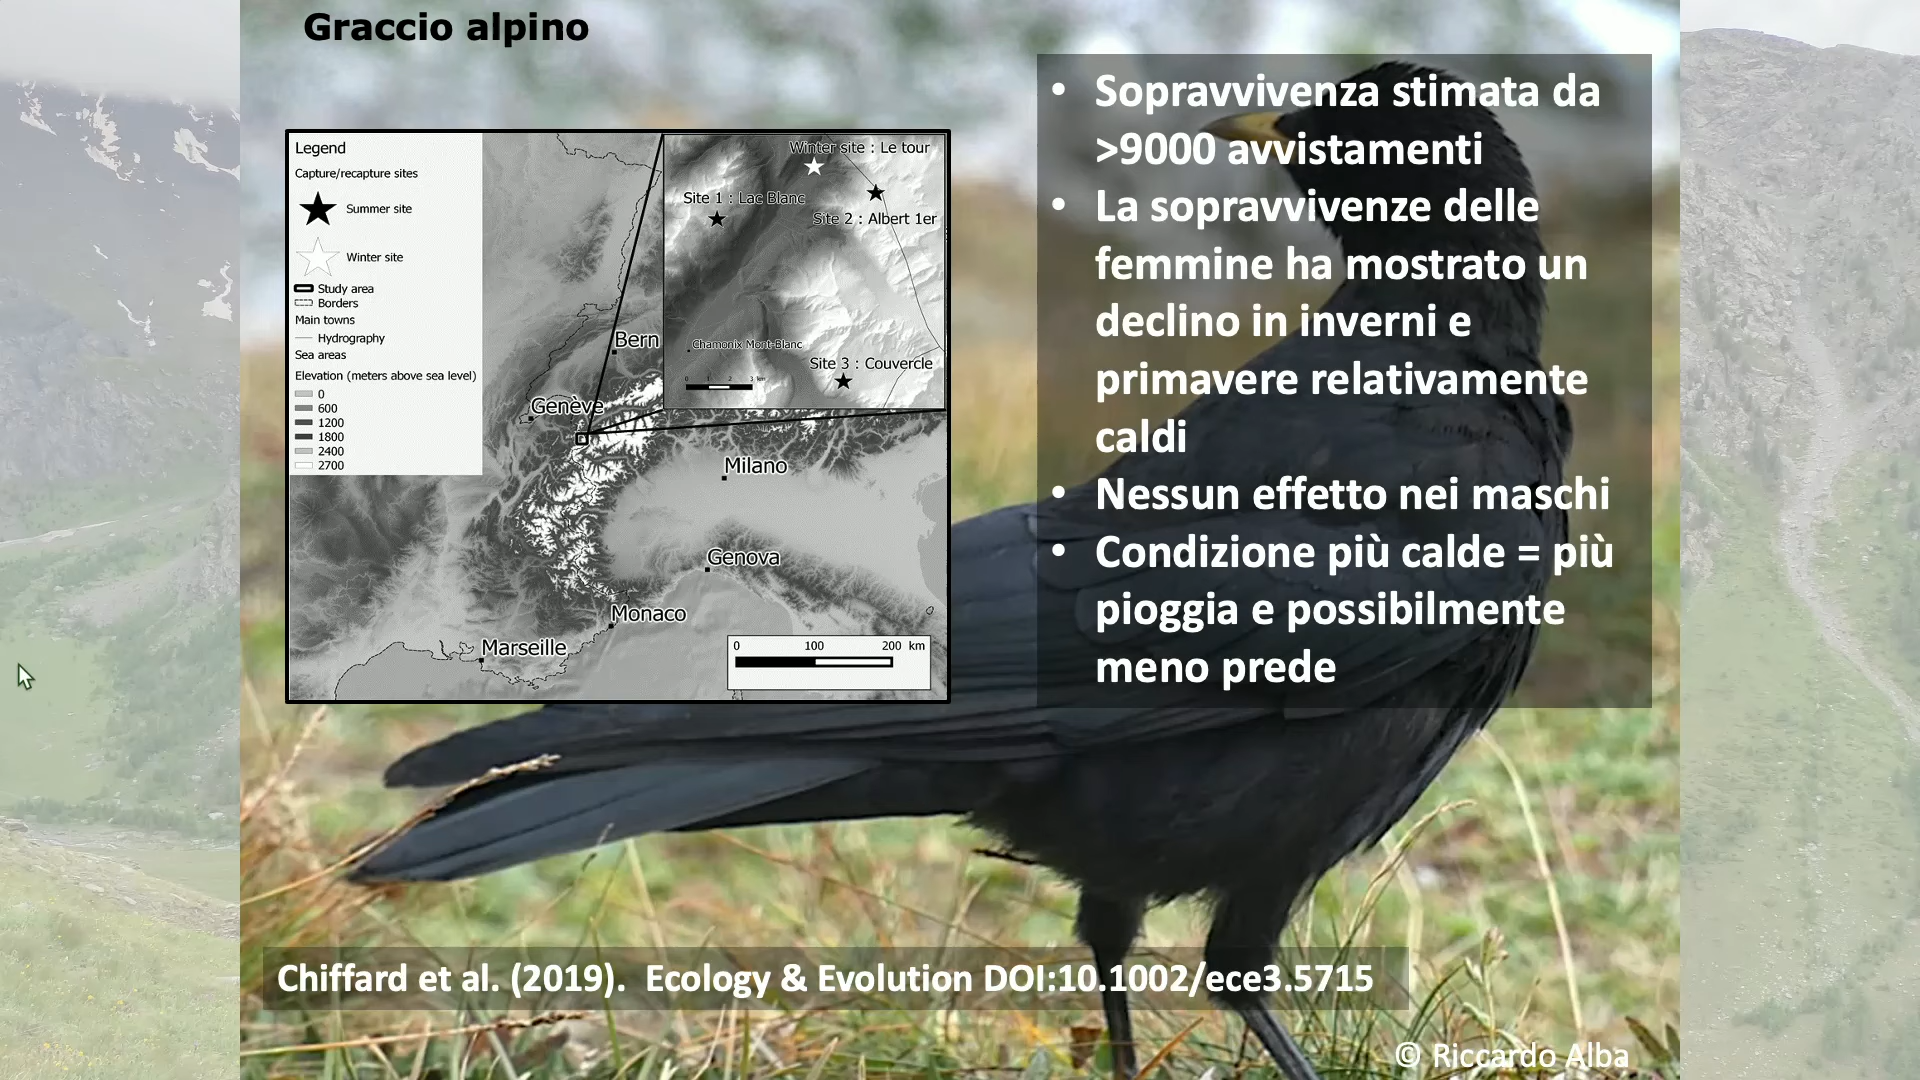 Graccio alpino
Legend
Capture/recapture sites
Summer site
Winter site
Study area
Borders
Main towns
Hydrography
Sea areas
Elevation (meters above sea level)
0
600
1200
1800
2400
2700
Winter site : Le tour
Site 1 : Lac Blanc
Site 2 : Albert 1er
Chamonix Mont-Blanc
Site 3 : Couvercle
0 1 2 3 km
Bern
Genève
Milano
Genova
Monaco
Marseille
0 100 200 km
• Sopravvivenza stimata da
>9000 avvistamenti
• La sopravvivenze delle
femmine ha mostrato un
declino in inverni e
primavere relativamente
caldi
• Nessun effetto nei maschi
• Condizione più calde = più
pioggia e possibilmente
meno prede
Chiffard et al. (2019). Ecology & Evolution DOI:10.1002/ece3.5715
© Riccardo Alba